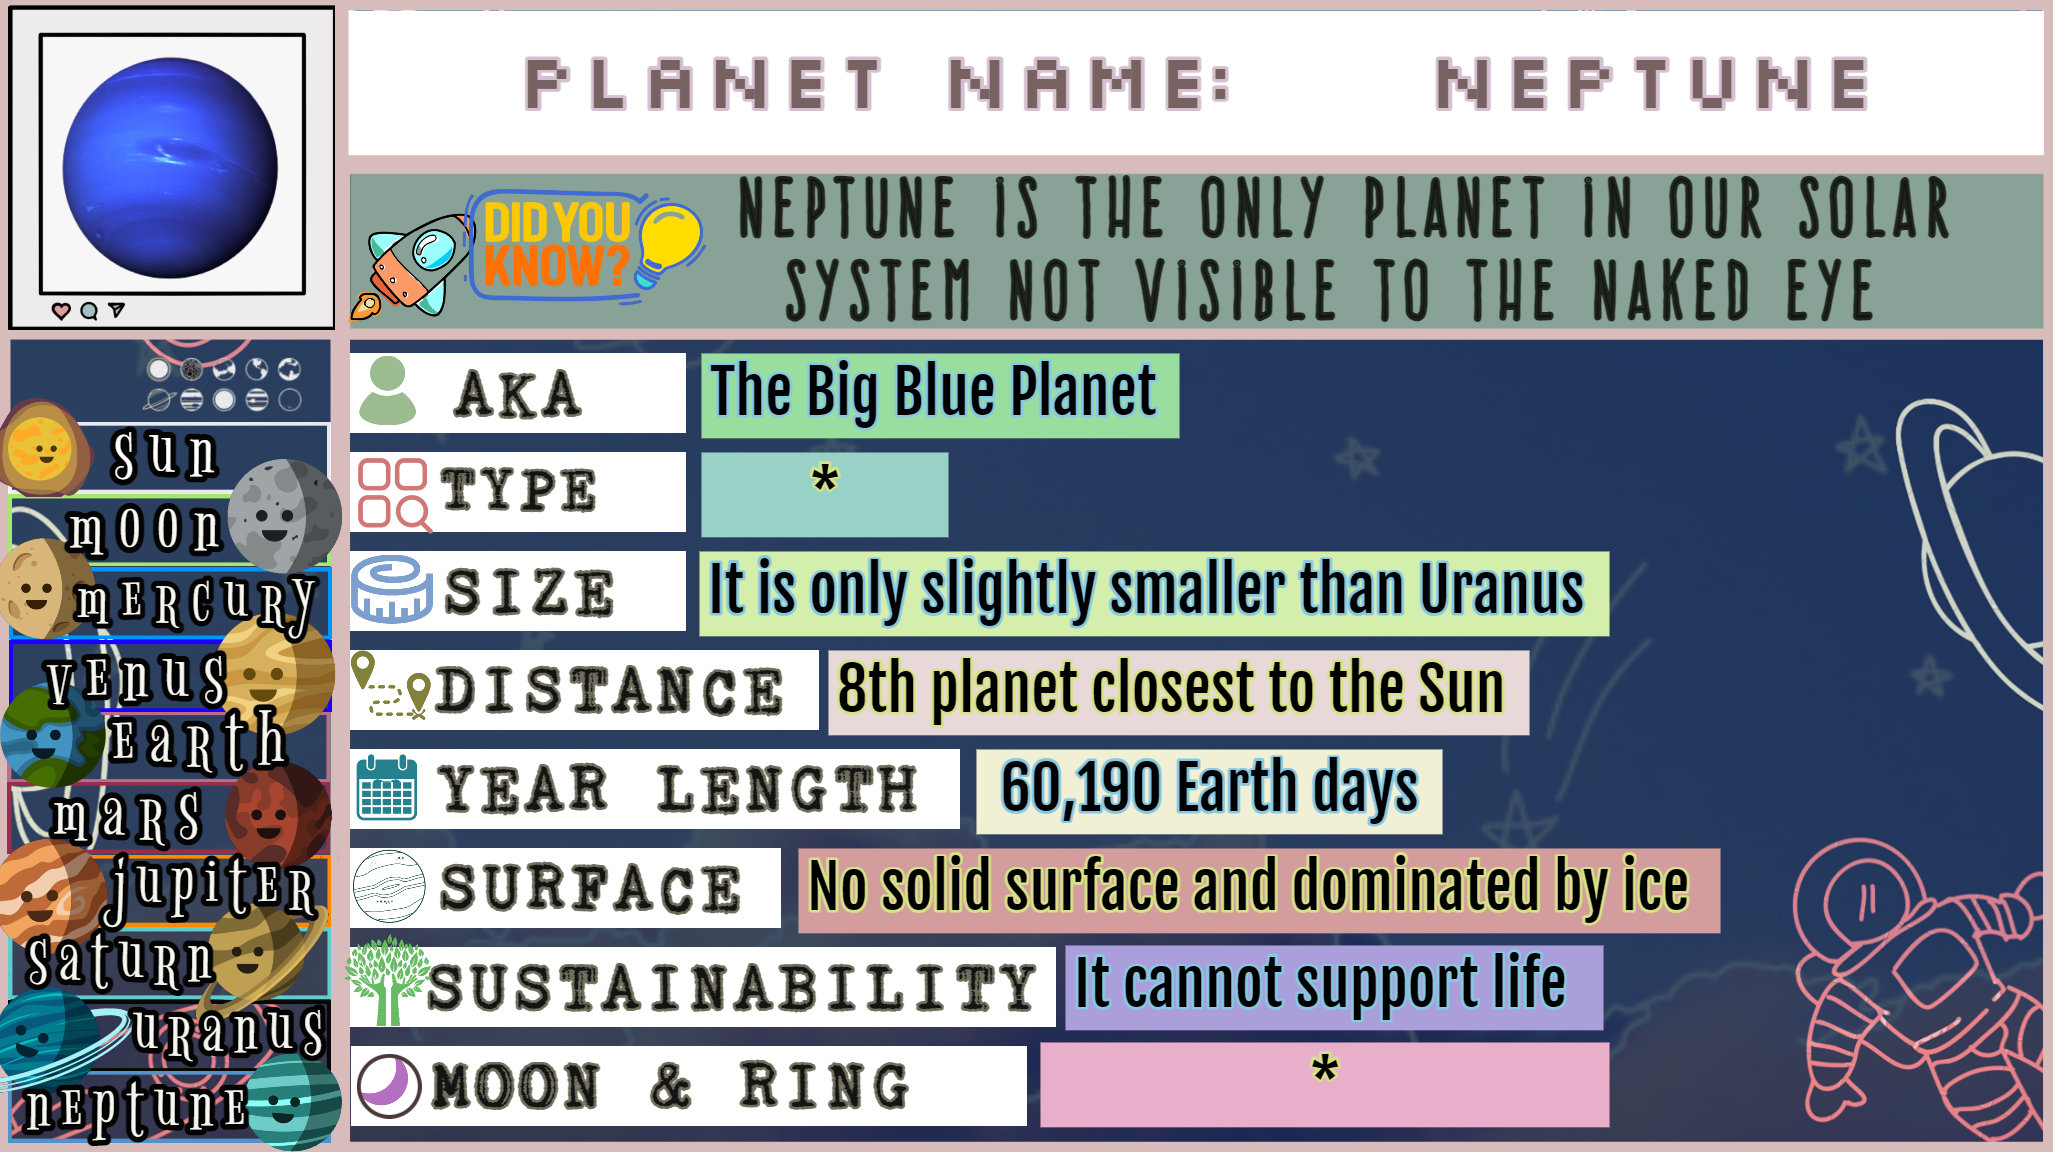 PLANET NAME: NEPTUNE
DID YOU
KNOW?
NEPTUNE iS THE ONLY PLANET iN OUR SOLAR
SYSTEM NOT ViSiBLE TO THE NAKED EYE
AKA The Big Blue Planet
TYPE *
SIZE It is only slightly smaller than Uranus
DISTANCE 8th planet closest to the Sun
YEAR LENGTH 60,190 Earth days
SURFACE No solid surface and dominated by ice
SUSTAINABILITY It cannot support life
MOON & RING *
sun
moon
mERcuRy
vEnus
EaRth
maRs
jupitER
satuRn
uRanus
nEptunE